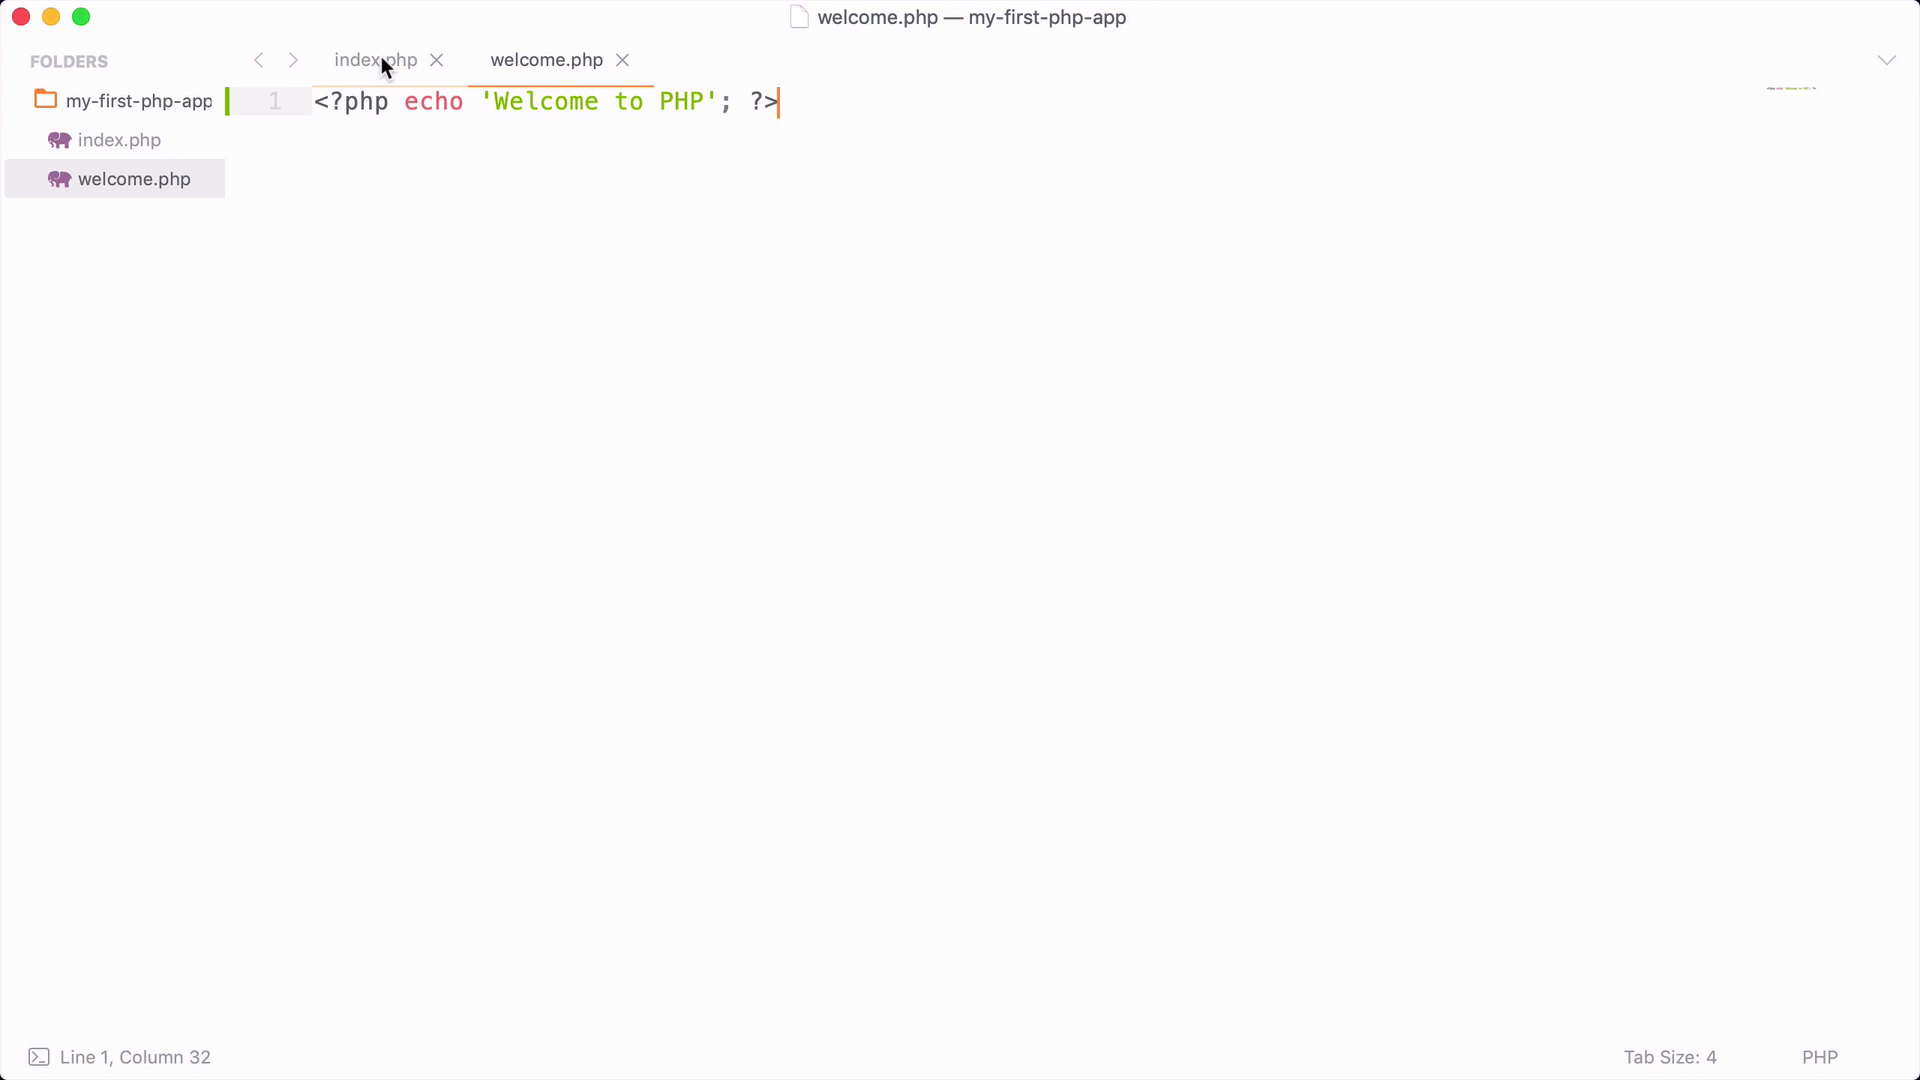 welcome.php — my-first-php-app
FOLDERS
index.php
welcome.php
my-first-php-app
index.php
welcome.php
1 <?php echo 'Welcome to PHP'; ?>
Line 1, Column 32
Tab Size: 4
PHP